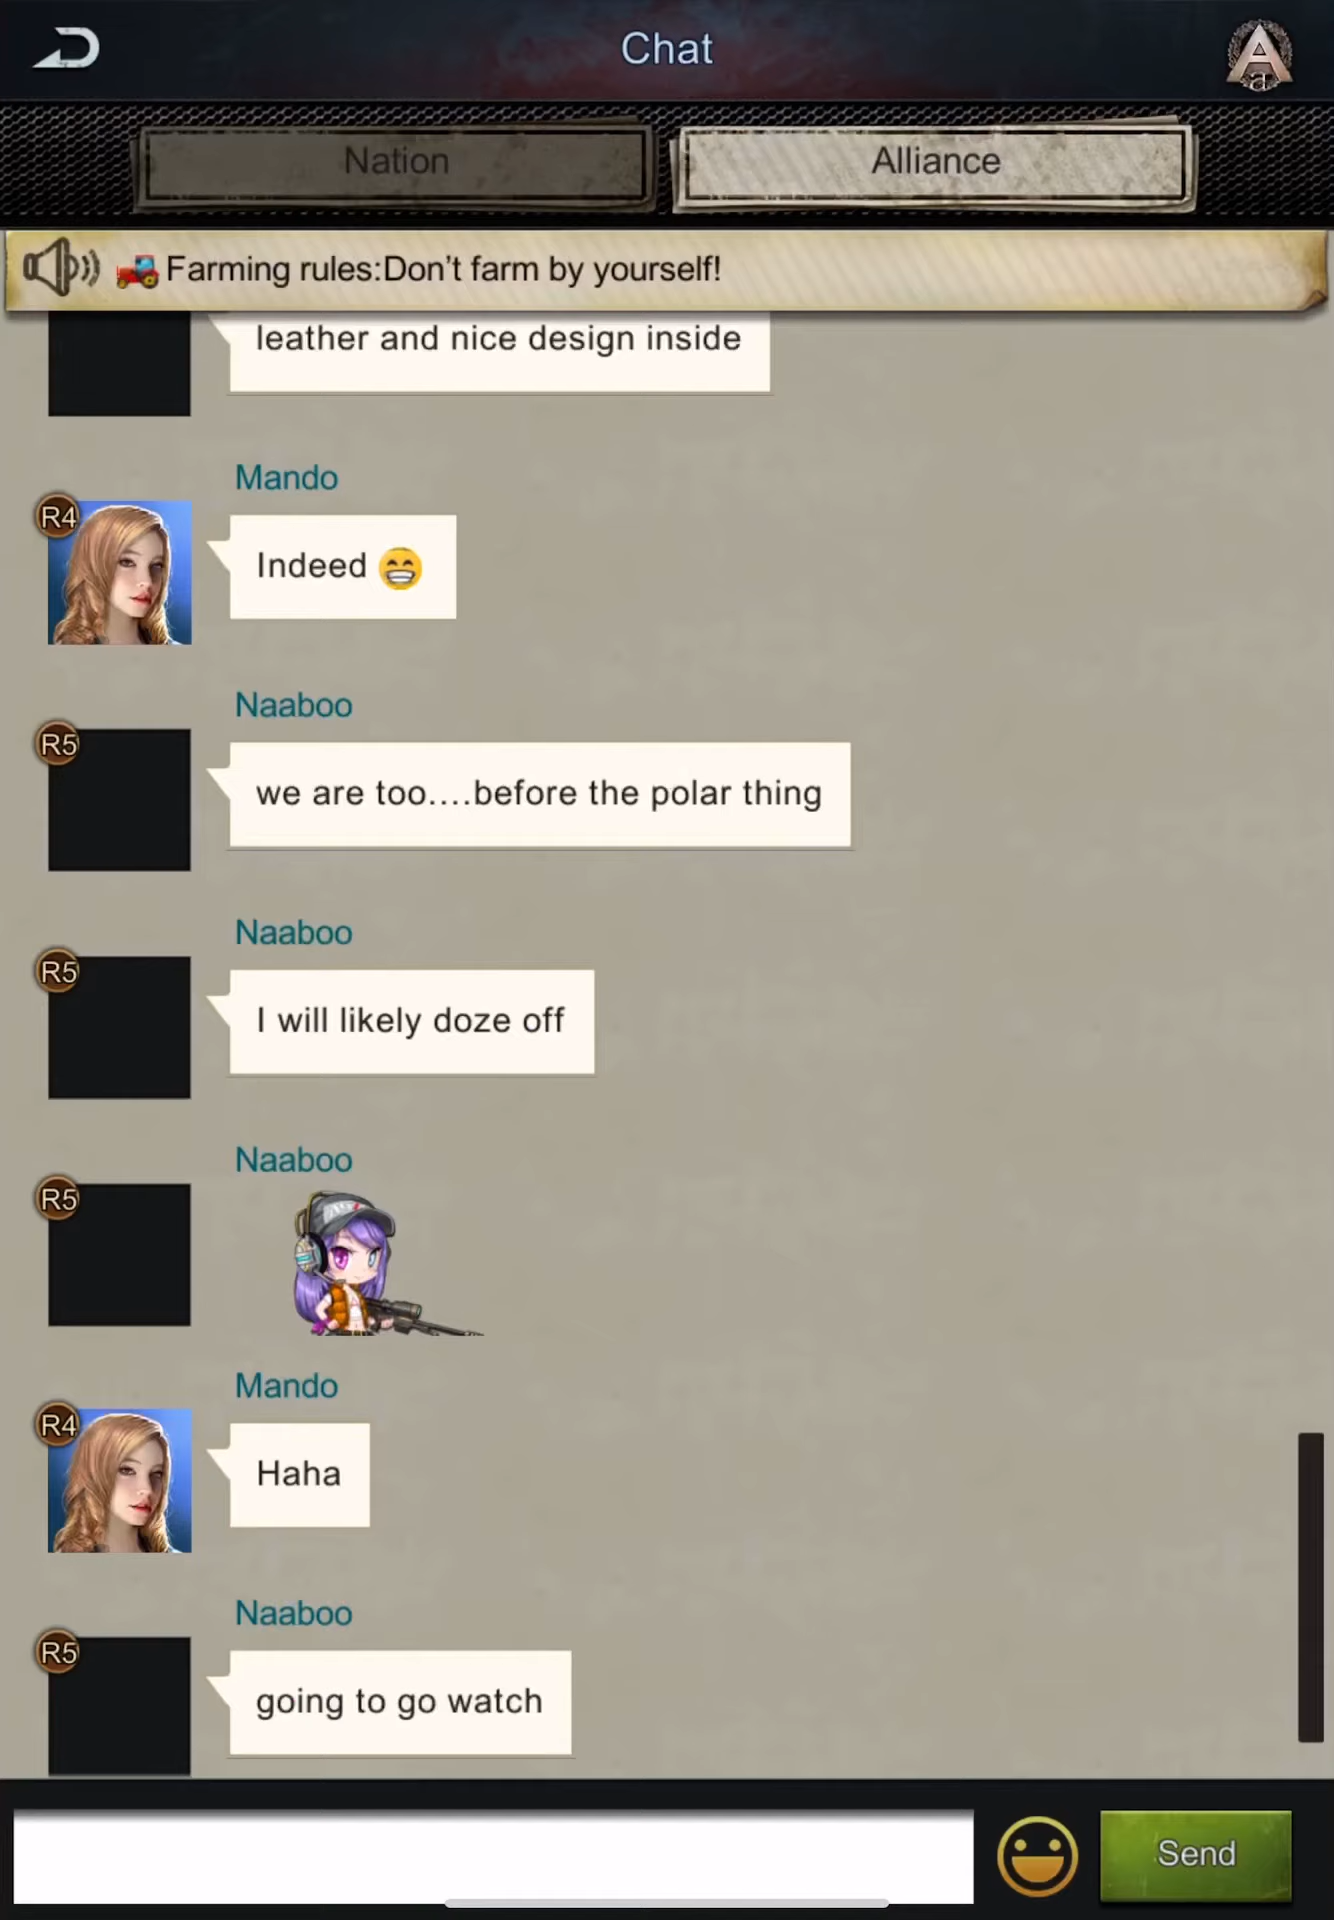 Chat
Nation
Alliance
🚜 Farming rules:Don't farm by yourself!
leather and nice design inside
Mando
R4
Indeed 😁
Naaboo
R5
we are too....before the polar thing
Naaboo
R5
I will likely doze off
Naaboo
R5
Mando
R4
Haha
Naaboo
R5
going to go watch
Send